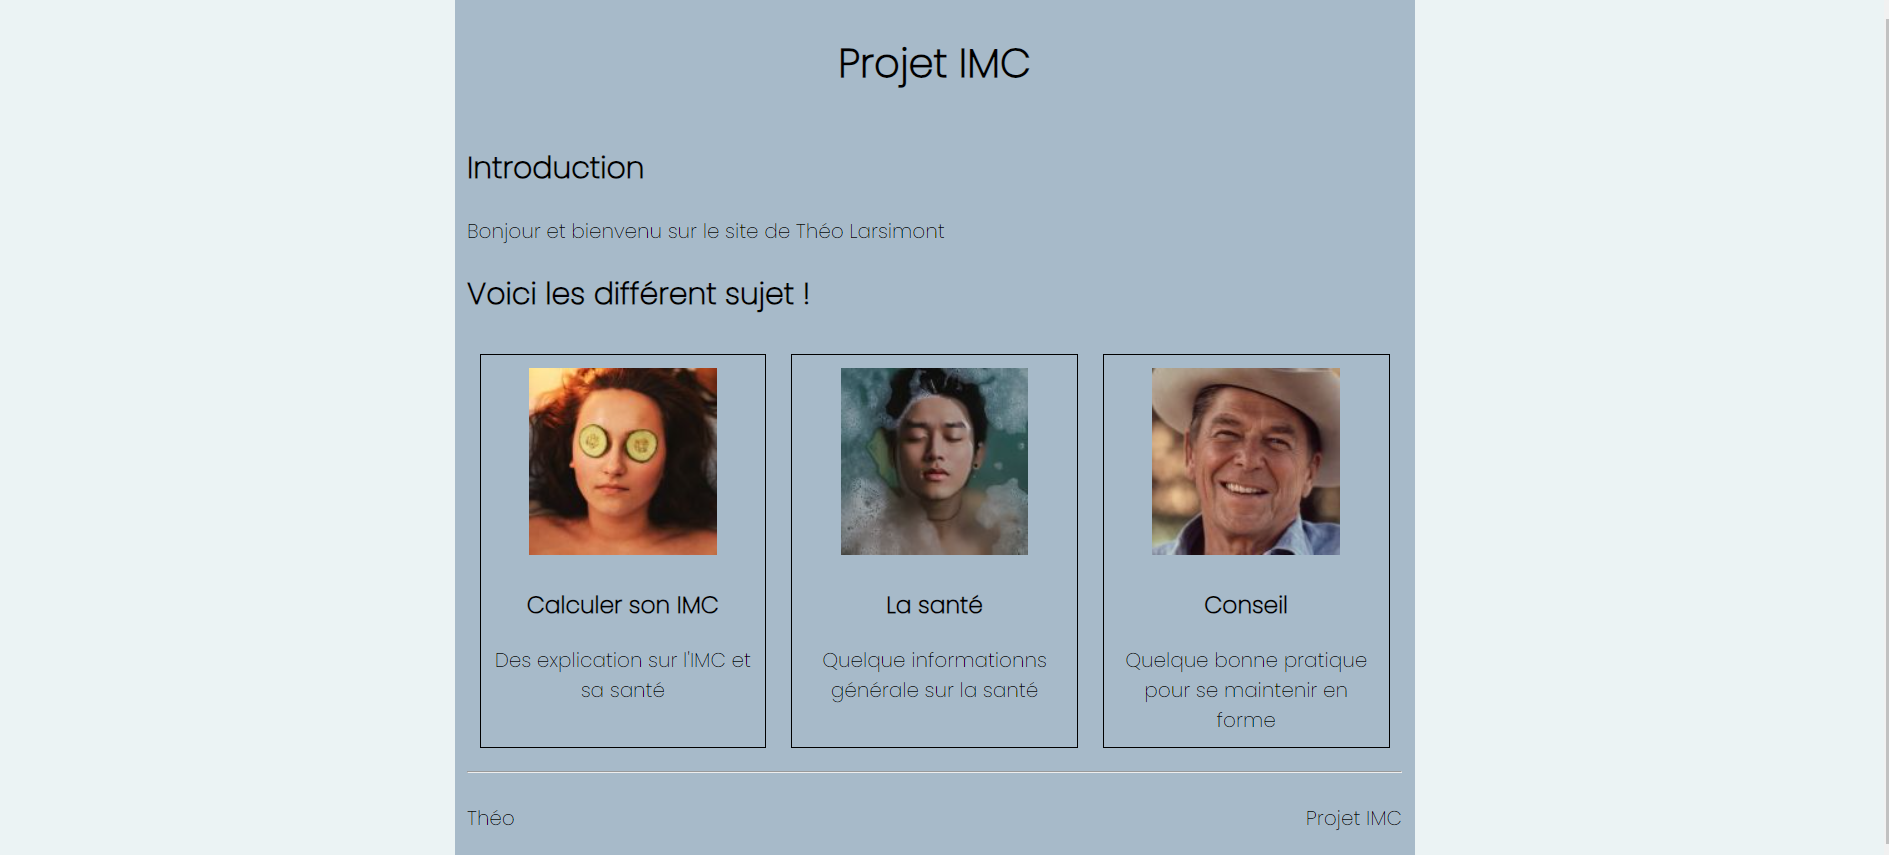 Projet IMC
Introduction
Bonjour et bienvenu sur le site de Théo Larsimont
Voici les différent sujet !
Calculer son IMC
Des explication sur l'IMC et
sa santé
La santé
Quelque informationns
générale sur la santé
Conseil
Quelque bonne pratique
pour se maintenir en
forme
Théo
Projet IMC